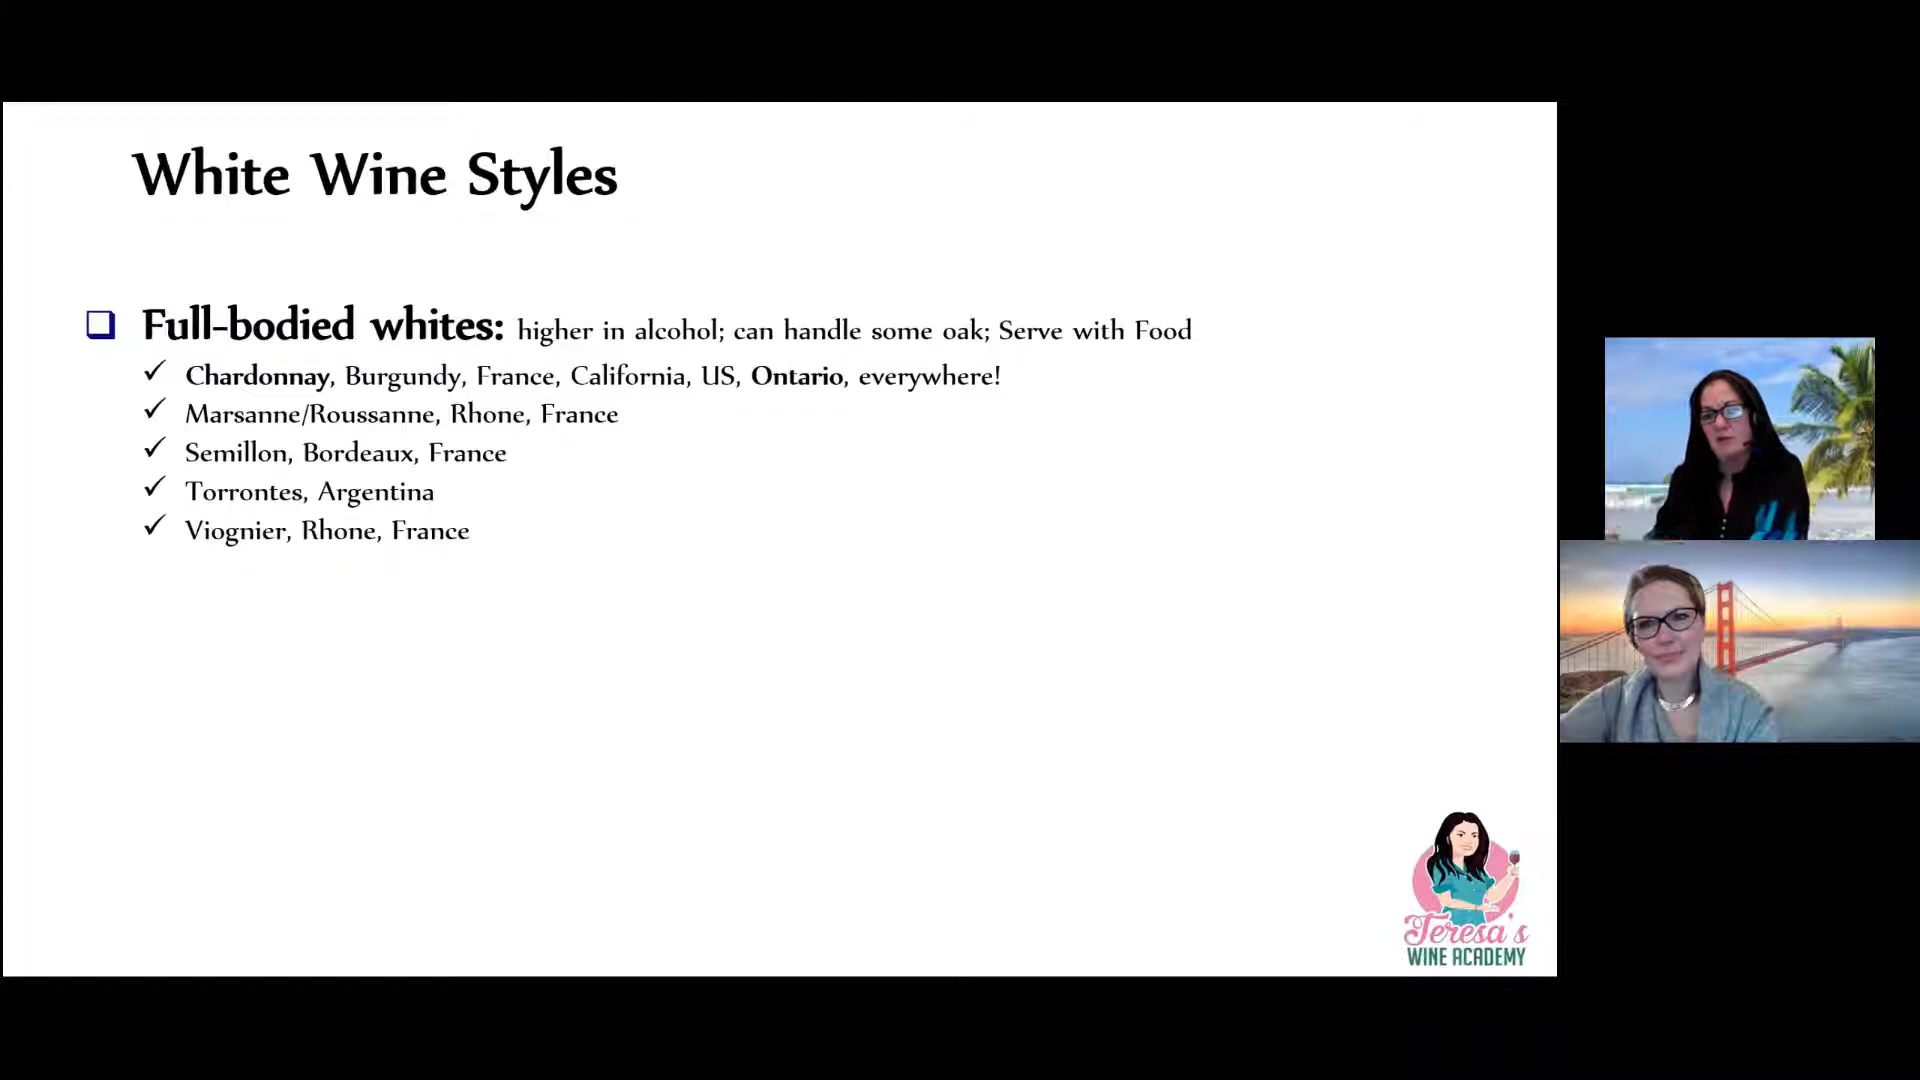 White Wine Styles
Full-bodied whites: higher in alcohol; can handle some oak; Serve with Food
Chardonnay, Burgundy, France, California, US, Ontario, everywhere!
Marsanne/Roussanne, Rhone, France
Semillon, Bordeaux, France
Torrontes, Argentina
Viognier, Rhone, France
Teresa's
WINE ACADEMY